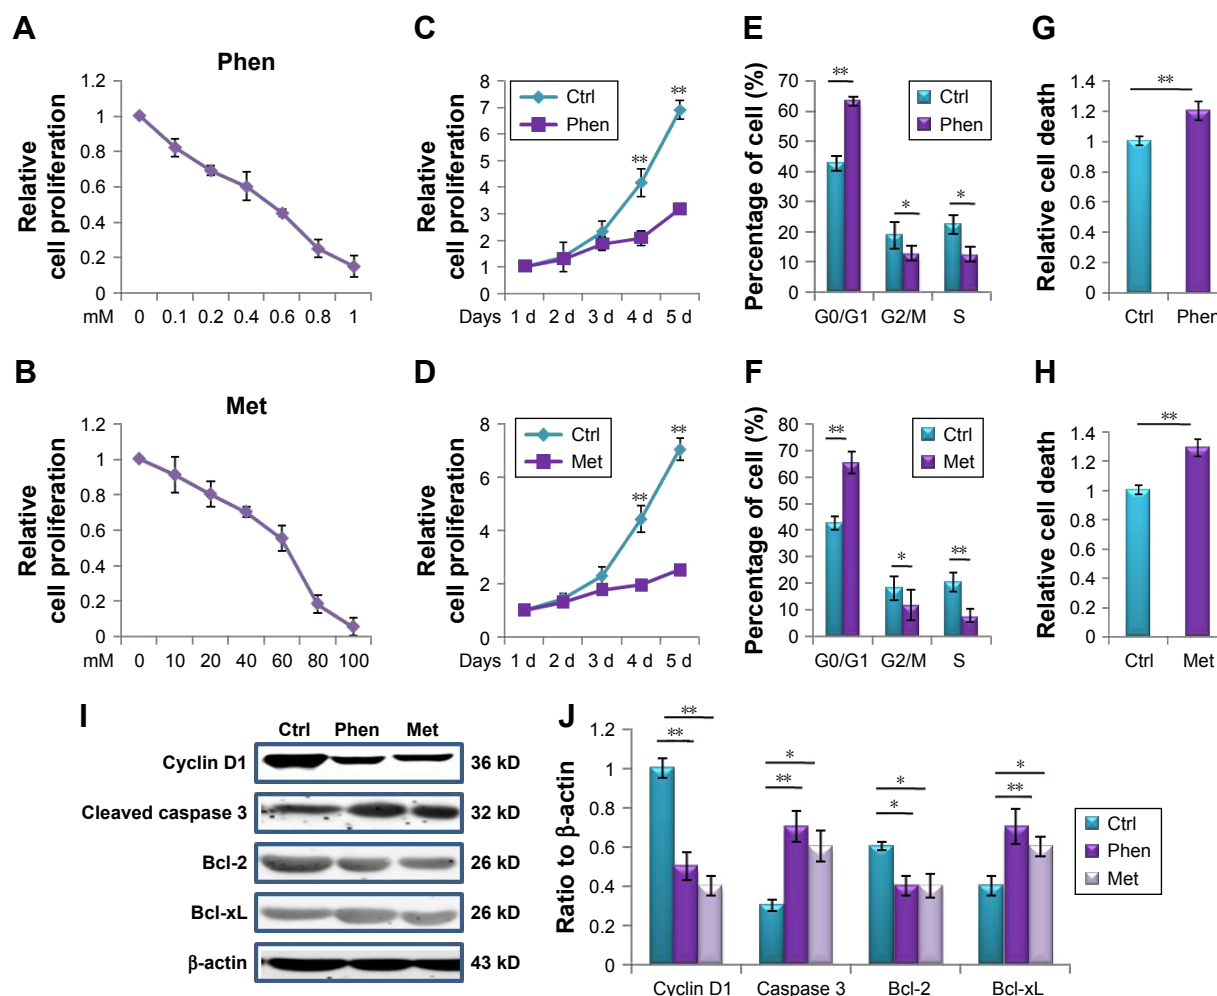 A
Phen
Relative
cell proliferation
1.2
1
0.8
0.6
0.4
0.2
0
mM 0 0.1 0.2 0.4 0.6 0.8 1
C
Relative
cell proliferation
8
7
6
5
4
3
2
1
0
Ctrl
Phen
**
**
Days 1 d 2 d 3 d 4 d 5 d
E
Percentage of cell (%)
70
60
50
40
30
20
10
0
Ctrl
Phen
**
*
*
G0/G1 G2/M S
G
Relative cell death
1.4
1.2
1
0.8
0.6
0.4
0.2
0
**
Ctrl Phen
B
Met
Relative
cell proliferation
1.2
1
0.8
0.6
0.4
0.2
0
mM 0 10 20 40 60 80 100
D
Relative
cell proliferation
8
6
4
2
0
Ctrl
Met
**
**
Days 1 d 2 d 3 d 4 d 5 d
F
Percentage of cell (%)
80
70
60
50
40
30
20
10
0
Ctrl
Met
**
*
**
G0/G1 G2/M S
H
Relative cell death
1.4
1.2
1
0.8
0.6
0.4
0.2
0
**
Ctrl Met
I
Ctrl Phen Met
Cyclin D1 36 kD
Cleaved caspase 3 32 kD
Bcl-2 26 kD
Bcl-xL 26 kD
β-actin 43 kD
J
Ratio to β-actin
1.2
1
0.8
0.6
0.4
0.2
0
**
**
*
**
*
*
*
**
Ctrl
Phen
Met
Cyclin D1 Caspase 3 Bcl-2 Bcl-xL